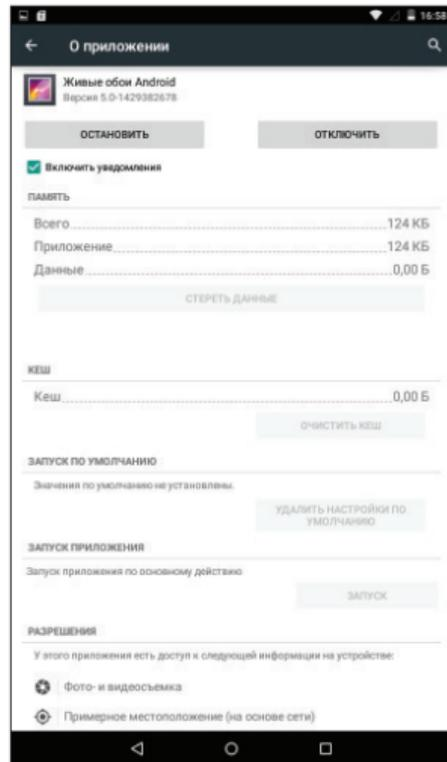 16:58
О приложении
Живые обои Android
Версия 5.0-1429382678
ОСТАНОВИТЬ ОТКЛЮЧИТЬ
Включить уведомления
ПАМЯТЬ
Всего 124 КБ
Приложение 124 КБ
Данные 0,00 Б
СТЕРЕТЬ ДАННЫЕ
КЕШ
Кеш 0,00 Б
ОЧИСТИТЬ КЕШ
ЗАПУСК ПО УМОЛЧАНИЮ
Значения по умолчанию не установлены.
УДАЛИТЬ НАСТРОЙКИ ПО
УМОЛЧАНИЮ
ЗАПУСК ПРИЛОЖЕНИЯ
Запуск приложения по основному действию
ЗАПУСК
РАЗРЕШЕНИЯ
У этого приложения есть доступ к следующей информации на устройстве:
Фото- и видеосъемка
Примерное местоположение (на основе сети)